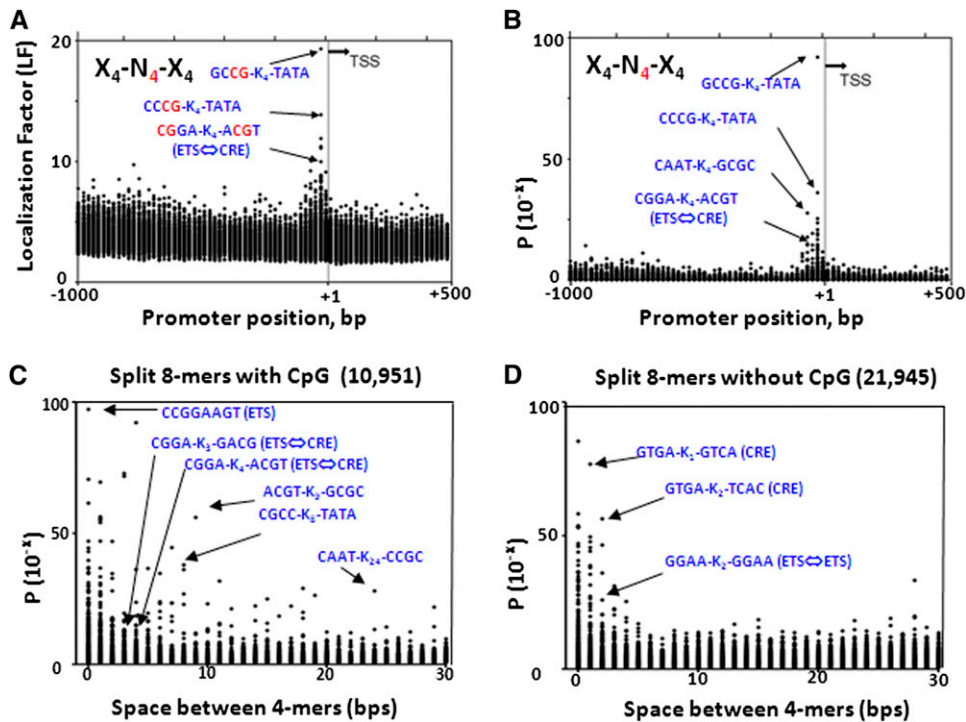 A
Localization Factor (LF)
20
10
0
X4-N4-X4
GCCG-K4-TATA
TSS
CCCG-K4-TATA
CGGA-K4-ACGT
(ETS⇔CRE)
-1000
+1
+500
Promoter position, bp
B
P (10-x)
100
50
0
X4-N4-X4
GCCG-K4-TATA
TSS
CCCG-K4-TATA
CAAT-K4-GCGC
CGGA-K4-ACGT
(ETS⇔CRE)
-1000
+1
+500
Promoter position, bp
C
Split 8-mers with CpG (10,951)
P (10-x)
100
50
0
CCGGAAGT (ETS)
CGGA-K3-GACG (ETS⇔CRE)
CGGA-K4-ACGT (ETS⇔CRE)
ACGT-K9-GCGC
CGCC-K8-TATA
CAAT-K24-CCGC
0
10
20
30
Space between 4-mers (bps)
D
Split 8-mers without CpG (21,945)
P (10-x)
100
50
0
GTGA-K1-GTCA (CRE)
GTGA-K2-TCAC (CRE)
GGAA-K2-GGAA (ETS⇔ETS)
0
10
20
30
Space between 4-mers (bps)